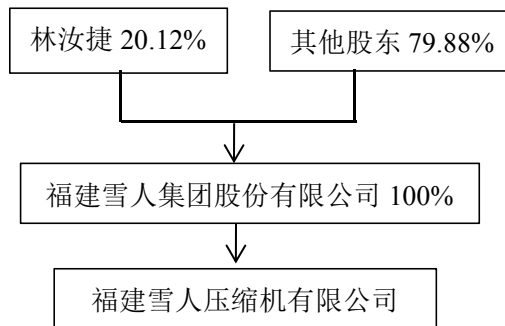 林汝捷 20.12%
其他股东 79.88%
福建雪人集团股份有限公司 100%
福建雪人压缩机有限公司